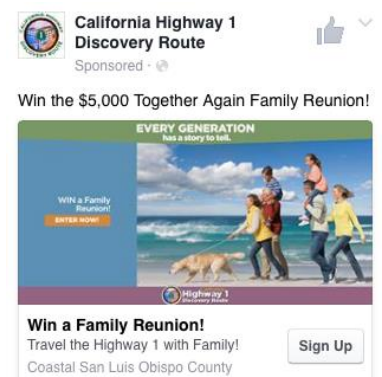 California Highway 1
Discovery Route
Sponsored ·
Win the $5,000 Together Again Family Reunion!
EVERY GENERATION
has a story to tell.
WIN a Family
Reunion!
ENTER NOW!
Highway 1
Discovery Route
Win a Family Reunion!
Travel the Highway 1 with Family!
Sign Up
Coastal San Luis Obispo County